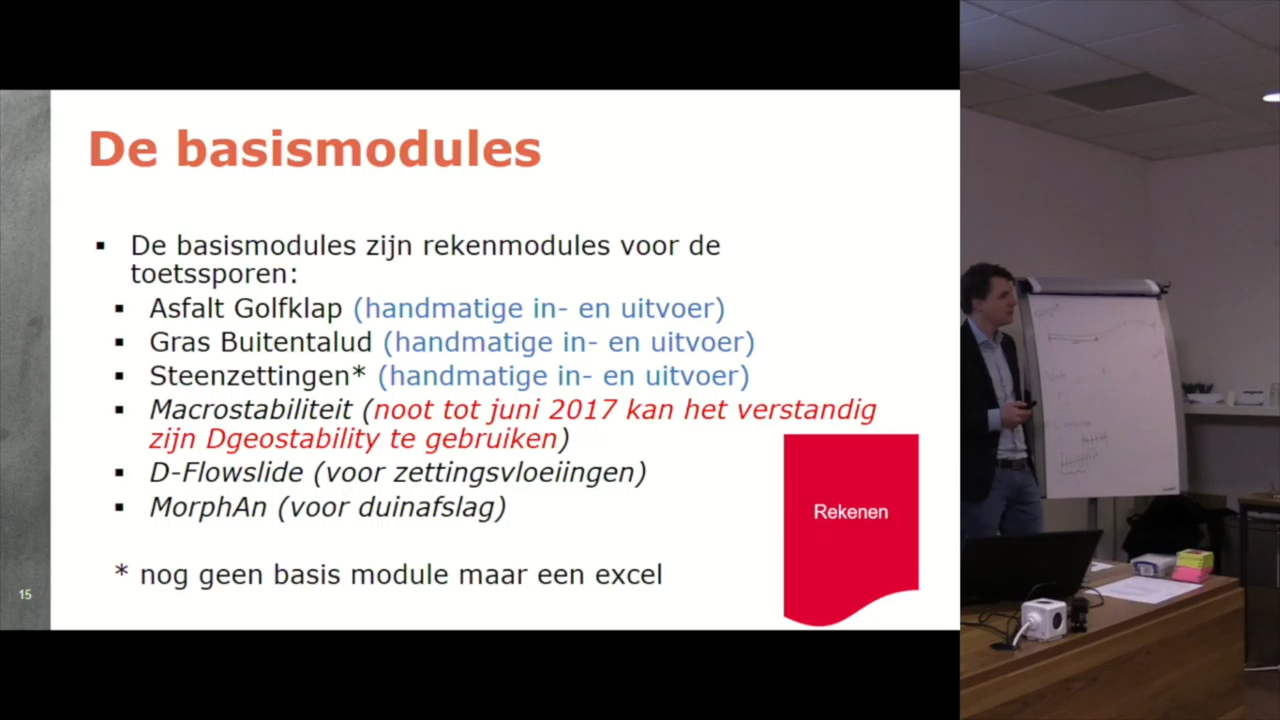 De basismodules
▪ De basismodules zijn rekenmodules voor de
toetssporen:
▪ Asfalt Golfklap (handmatige in- en uitvoer)
▪ Gras Buitentalud (handmatige in- en uitvoer)
▪ Steenzettingen* (handmatige in- en uitvoer)
▪ Macrostabiliteit (noot tot juni 2017 kan het verstandig
zijn Dgeostability te gebruiken)
▪ D-Flowslide (voor zettingsvloeiingen)
▪ MorphAn (voor duinafslag)
Rekenen
* nog geen basis module maar een excel
15